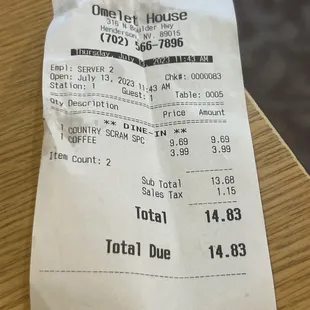 Omelet House
316 N Boulder Hwy
Henderson, NV. 89015
(702) 566-7896
Thursday, July 13, 2023 11:43 AM
Empl: SERVER 2
Open: July 13, 2023 11:43 AM
Chk#: 0000083
Station: 1 Guest: 1 Table: 0005
Qty Description Price Amount
** DINE-IN **
1 COUNTRY SCRAM SPC 9.69 9.69
1 COFFEE 3.99 3.99
Item Count: 2
Sub Total 13.68
Sales Tax 1.15
Total 14.83
Total Due 14.83